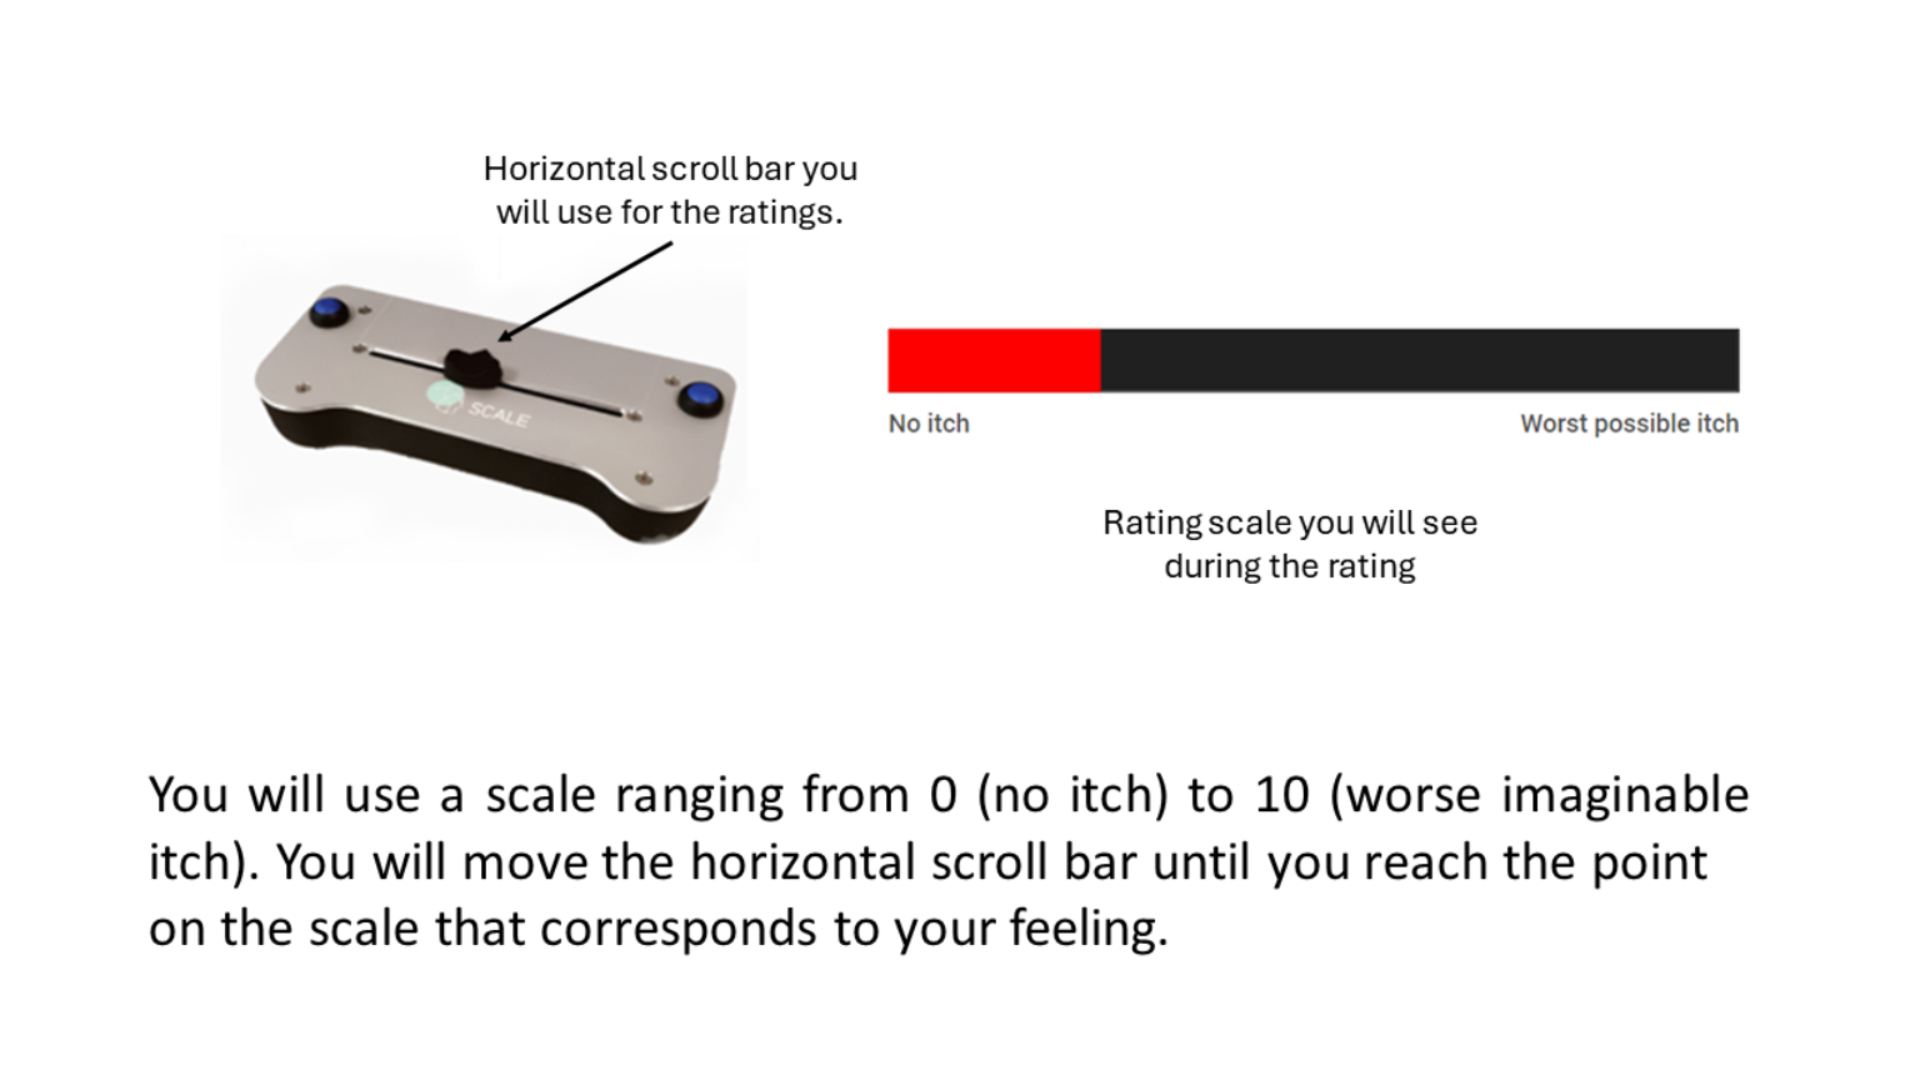 Horizontal scroll bar you
will use for the ratings.
SCALE
No itch
Worst possible itch
Rating scale you will see
during the rating
You will use a scale ranging from 0 (no itch) to 10 (worse imaginable
itch). You will move the horizontal scroll bar until you reach the point
on the scale that corresponds to your feeling.